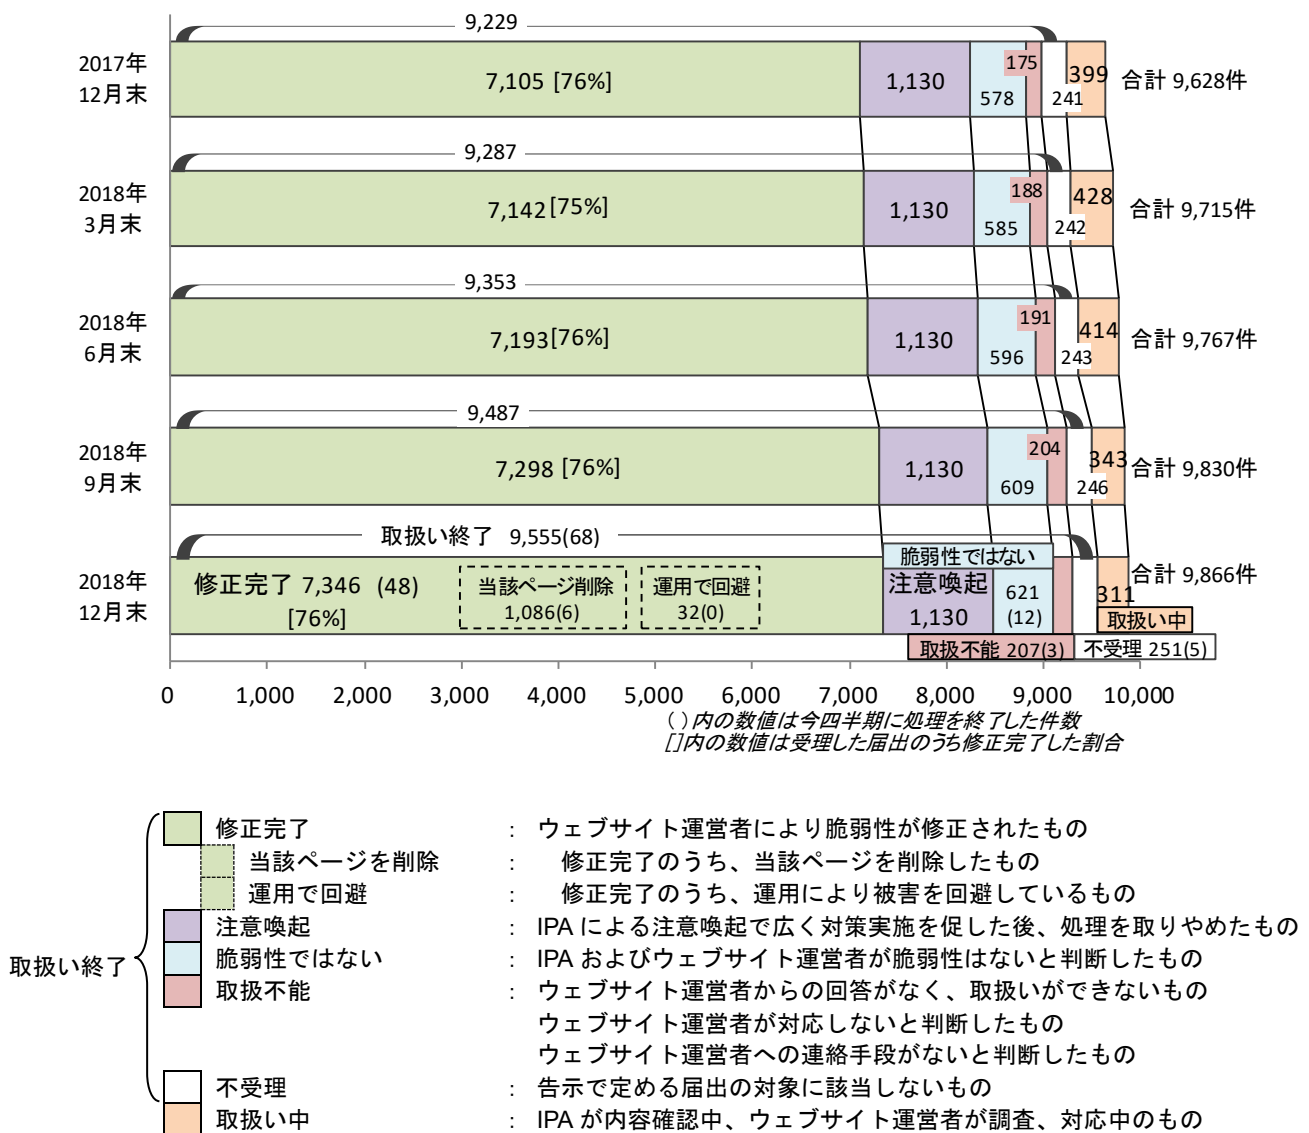 9,229
2017年
12月末
7,105 [76%]
1,130
578
175
241
399
合計 9,628件
9,287
2018年
3月末
7,142 [75%]
1,130
585
188
242
428
合計 9,715件
9,353
2018年
6月末
7,193[76%]
1,130
596
191
243
414
合計 9,767件
9,487
2018年
9月末
7,298 [76%]
1,130
609
204
246
343
合計 9,830件
取扱い終了 9,555(68)
2018年
12月末
修正完了 7,346 (48)
[76%]
当該ページ削除
1,086(6)
運用で回避
32(0)
脆弱性ではない
注意喚起
1,130
621
(12)
311
合計 9,866件
取扱い中
取扱不能 207(3)
不受理 251(5)
0 1,000 2,000 3,000 4,000 5,000 6,000 7,000 8,000 9,000 10,000
( )内の数値は今四半期に処理を終了した件数
[]内の数値は受理した届出のうち修正完了した割合
取扱い終了
修正完了 : ウェブサイト運営者により脆弱性が修正されたもの
当該ページを削除 : 修正完了のうち、当該ページを削除したもの
運用で回避 : 修正完了のうち、運用により被害を回避しているもの
注意喚起 : IPA による注意喚起で広く対策実施を促した後、処理を取りやめたもの
脆弱性ではない : IPA およびウェブサイト運営者が脆弱性はないと判断したもの
取扱不能 : ウェブサイト運営者からの回答がなく、取扱いができないもの
ウェブサイト運営者が対応しないと判断したもの
ウェブサイト運営者への連絡手段がないと判断したもの
不受理 : 告示で定める届出の対象に該当しないもの
取扱い中 : IPA が内容確認中、ウェブサイト運営者が調査、対応中のもの